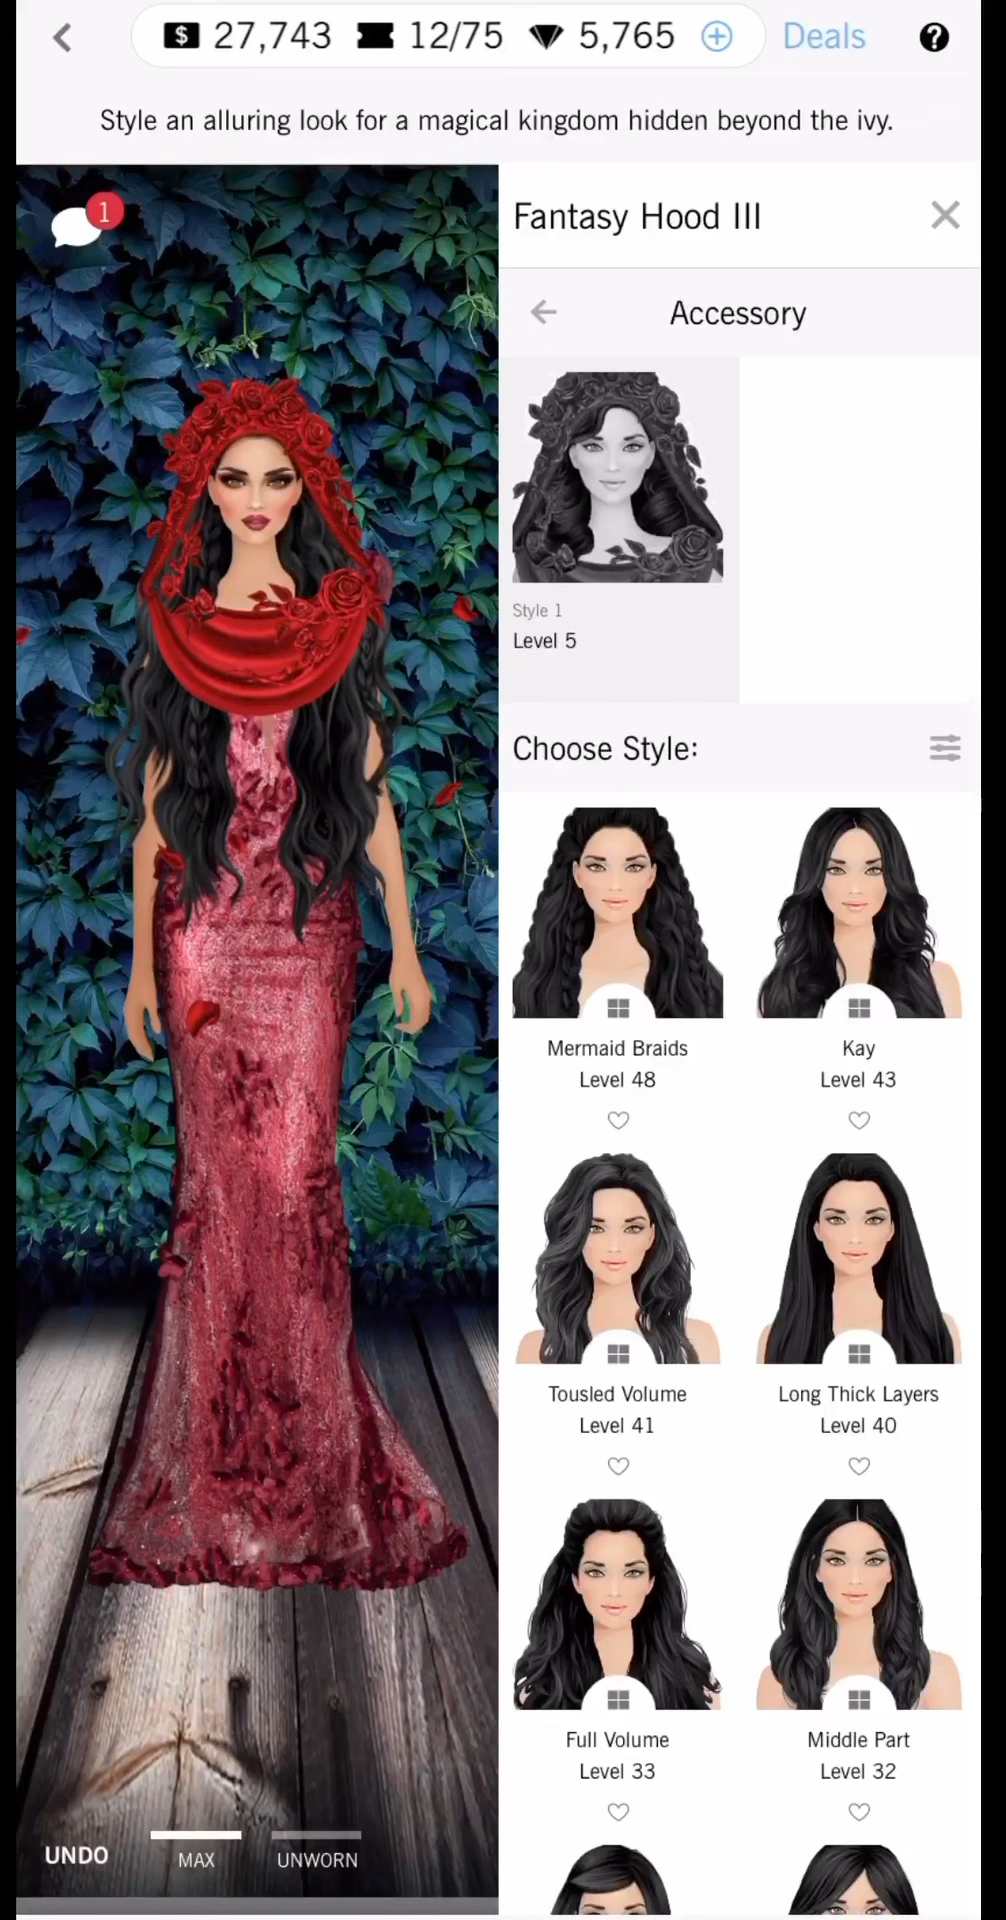 $ 27,743 12/75 5,765 + Deals ?
Style an alluring look for a magical kingdom hidden beyond the ivy.
1
Fantasy Hood III
Accessory
Style 1
Level 5
Choose Style:
Mermaid Braids
Level 48
Kay
Level 43
Tousled Volume
Level 41
Long Thick Layers
Level 40
Full Volume
Level 33
Middle Part
Level 32
UNDO
MAX
UNWORN